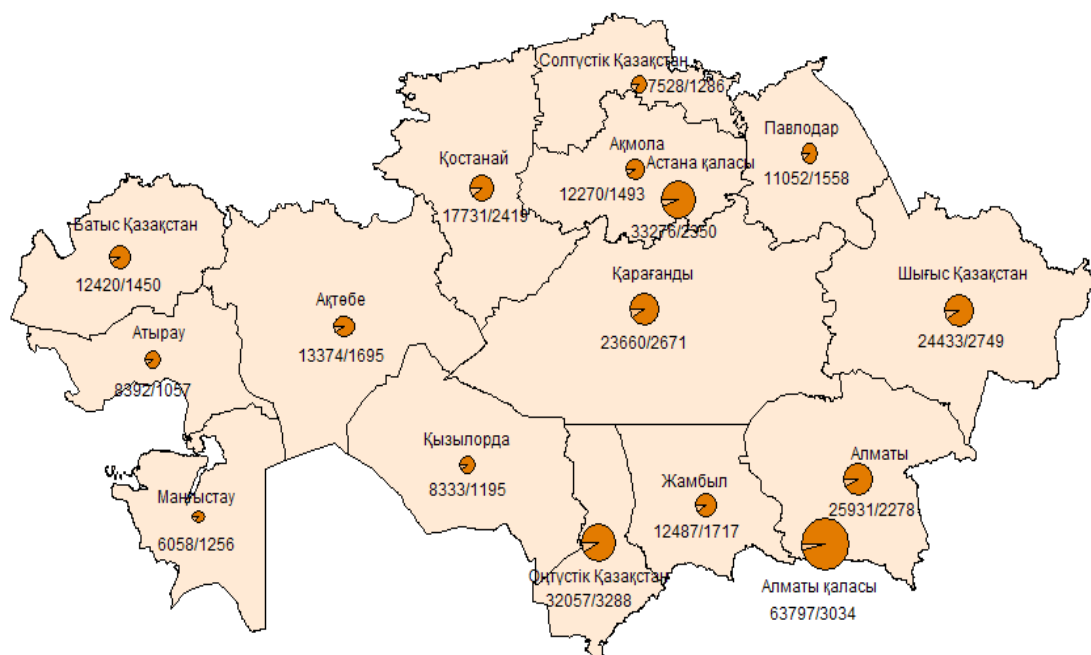 Солтүстік Қазақстан
7528/1286
Павлодар
11052/1558
Ақмола
12270/1493
Астана қаласы
33276/2350
Қостанай
17731/2419
Батыс Қазақстан
12420/1450
Қарағанды
23660/2671
Шығыс Қазақстан
24433/2749
Ақтөбе
13374/1695
Атырау
8392/1057
Қызылорда
8333/1195
Алматы
25931/2278
Жамбыл
12487/1717
Маңғыстау
6058/1256
Оңтүстік Қазақстан
32057/3288
Алматы қаласы
63797/3034